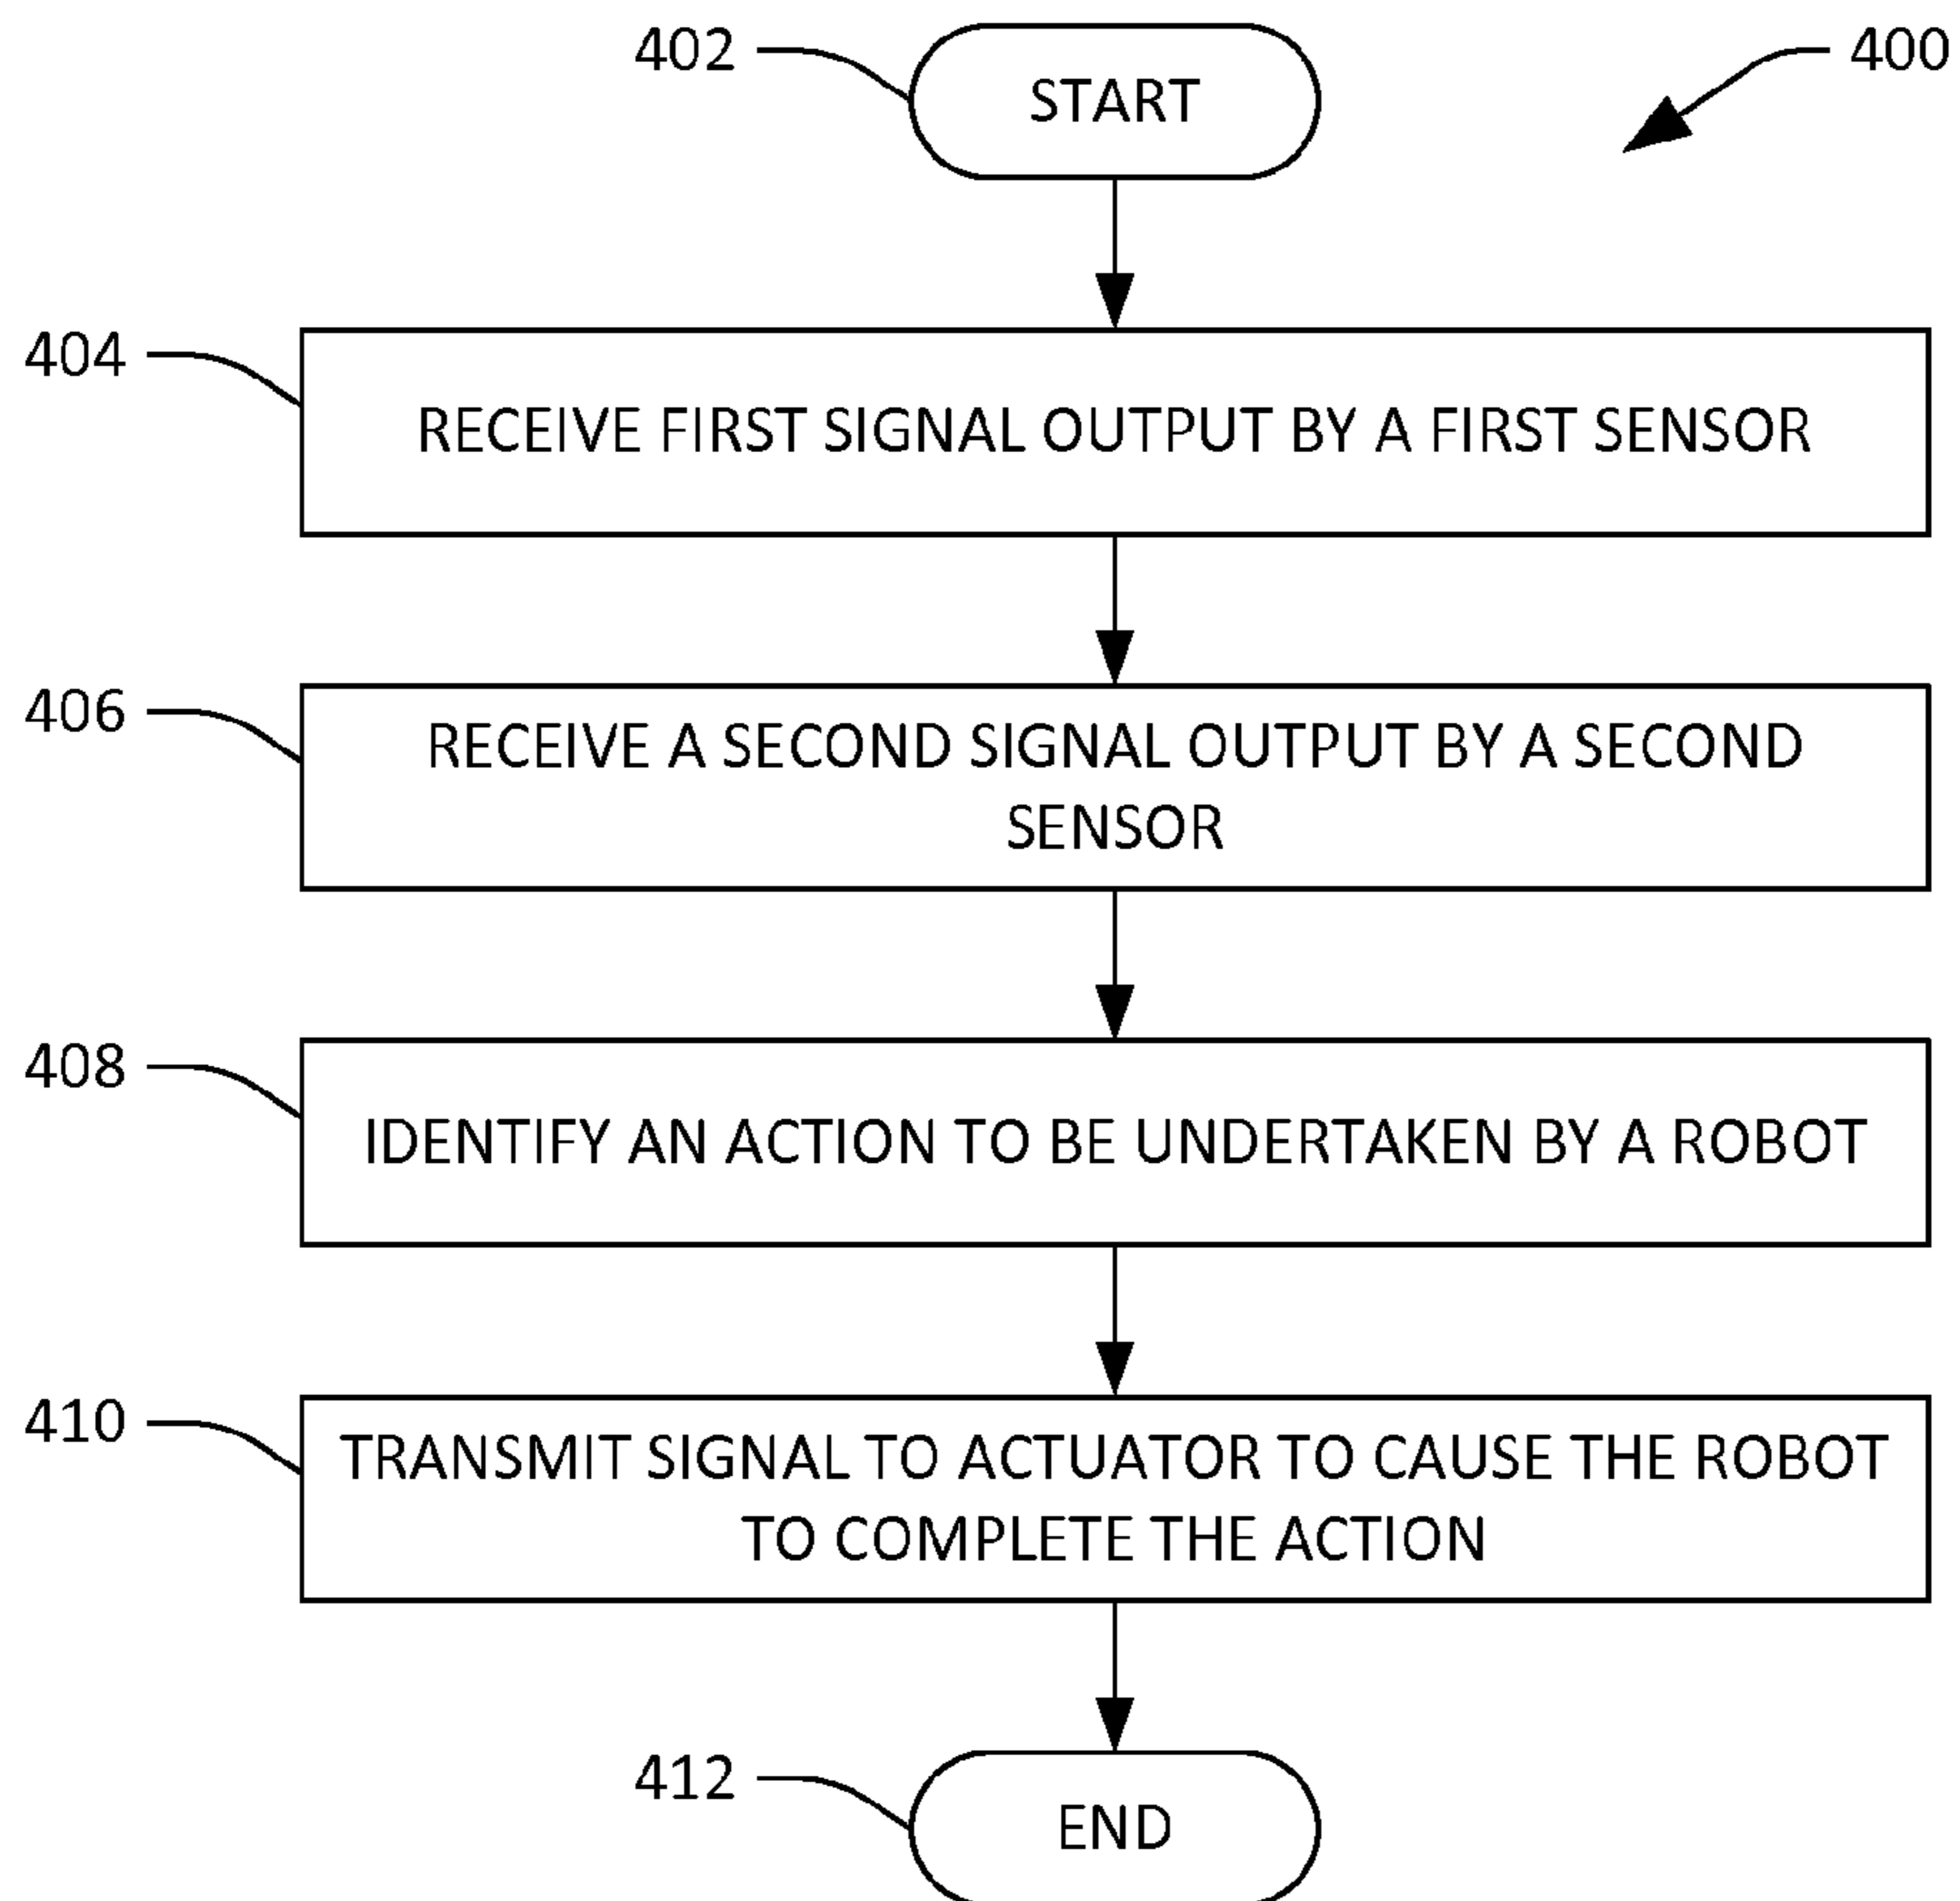 402
START
400
404
RECEIVE FIRST SIGNAL OUTPUT BY A FIRST SENSOR
406
RECEIVE A SECOND SIGNAL OUTPUT BY A SECOND
SENSOR
408
IDENTIFY AN ACTION TO BE UNDERTAKEN BY A ROBOT
410
TRANSMIT SIGNAL TO ACTUATOR TO CAUSE THE ROBOT
TO COMPLETE THE ACTION
412
END